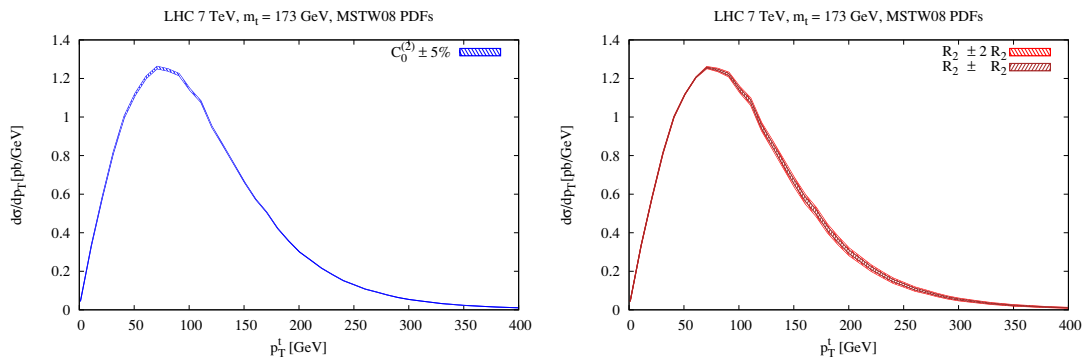 LHC 7 TeV, m_t = 173 GeV, MSTW08 PDFs
C_0^(2) ± 5%
dσ/dp_T [pb/GeV]
1.4
1.2
1
0.8
0.6
0.4
0.2
0
0 50 100 150 200 250 300 350 400
p_T^t [GeV]
LHC 7 TeV, m_t = 173 GeV, MSTW08 PDFs
R_2 ± 2 R_2
R_2 ± R_2
dσ/dp_T [pb/GeV]
1.4
1.2
1
0.8
0.6
0.4
0.2
0
0 50 100 150 200 250 300 350 400
p_T^t [GeV]